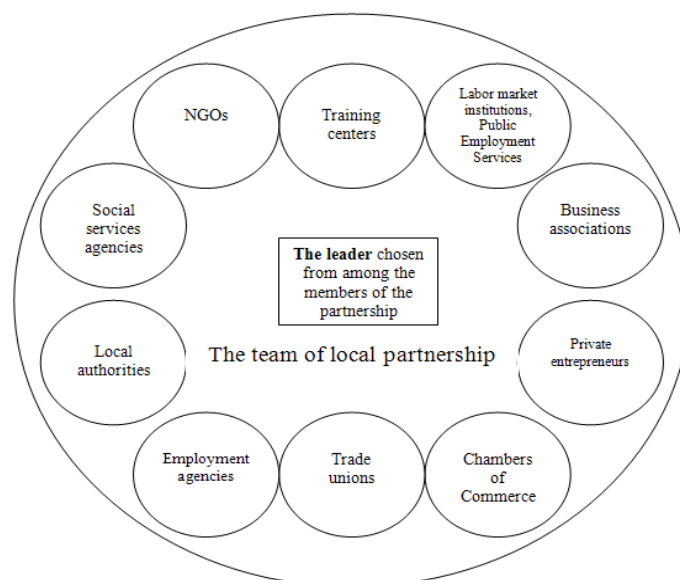 NGOs
Training
centers
Labor market
institutions,
Public
Employment
Services
Social
services
agencies
Business
associations
The leader chosen
from among the
members of the
partnership
Local
authorities
The team of local partnership
Private
entrepreneurs
Employment
agencies
Trade
unions
Chambers
of
Commerce